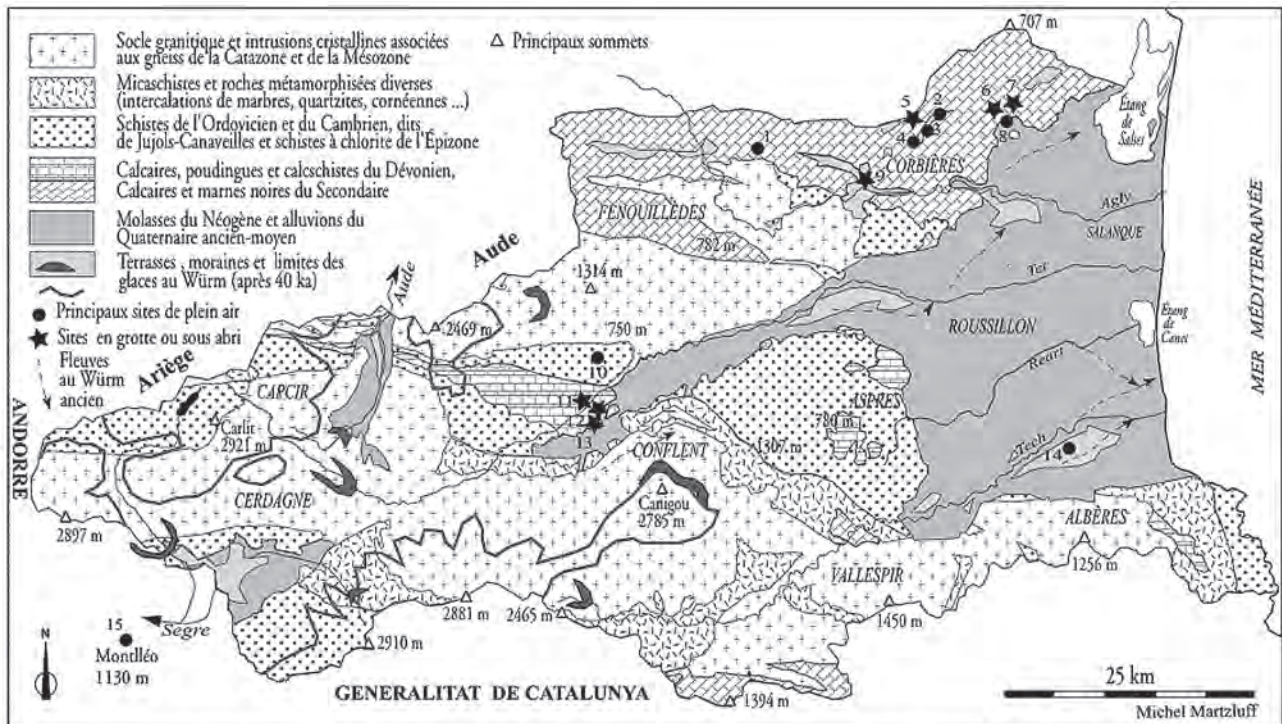 Socle granitique et intrusions cristallines associées
aux gneiss de la Catazone et de la Mésozone
Micaschistes et roches métamorphisées diverses
(intercalations de marbres, quartzites, cornéennes ...)
Schistes de l'Ordovicien et du Cambrien, dits
de Jujols-Canaveilles et schistes à chlorite de l'Épizone
Calcaires, poudingues et calcschistes du Dévonien,
Calcaires et marnes noires du Secondaire
Molasses du Néogène et alluvions du
Quaternaire ancien-moyen
Terrasses, moraines et limites des
glaces au Würm (après 40 ka)
Principaux sites de plein air
Sites en grotte ou sous abri
Fleuves
au Würm
ancien
Principaux sommets
707 m
Étang
de
Salses
1
2
3
4
5
6
7
8
9
CORBIÈRES
FENOUILLÈDES
782 m
Agly
SALANQUE
Aude
Aude
1314 m
Tet
2469 m
750 m
Étang
de
Canet
MER MÉDITERRANÉE
ROUSSILLON
Ariège
10
Reart
CARCIR
ANDORRE
Carlit
2921 m
11
12
13
ASPRES
780 m
CONFLENT
1307 m
Tech
14
CERDAGNE
Canigou
2785 m
2897 m
ALBÈRES
VALLESPIR
1256 m
Segre
2881 m
2465 m
1450 m
15
Montlléo
1130 m
N
2910 m
GENERALITAT DE CATALUNYA
1394 m
25 km
Michel Martzluff